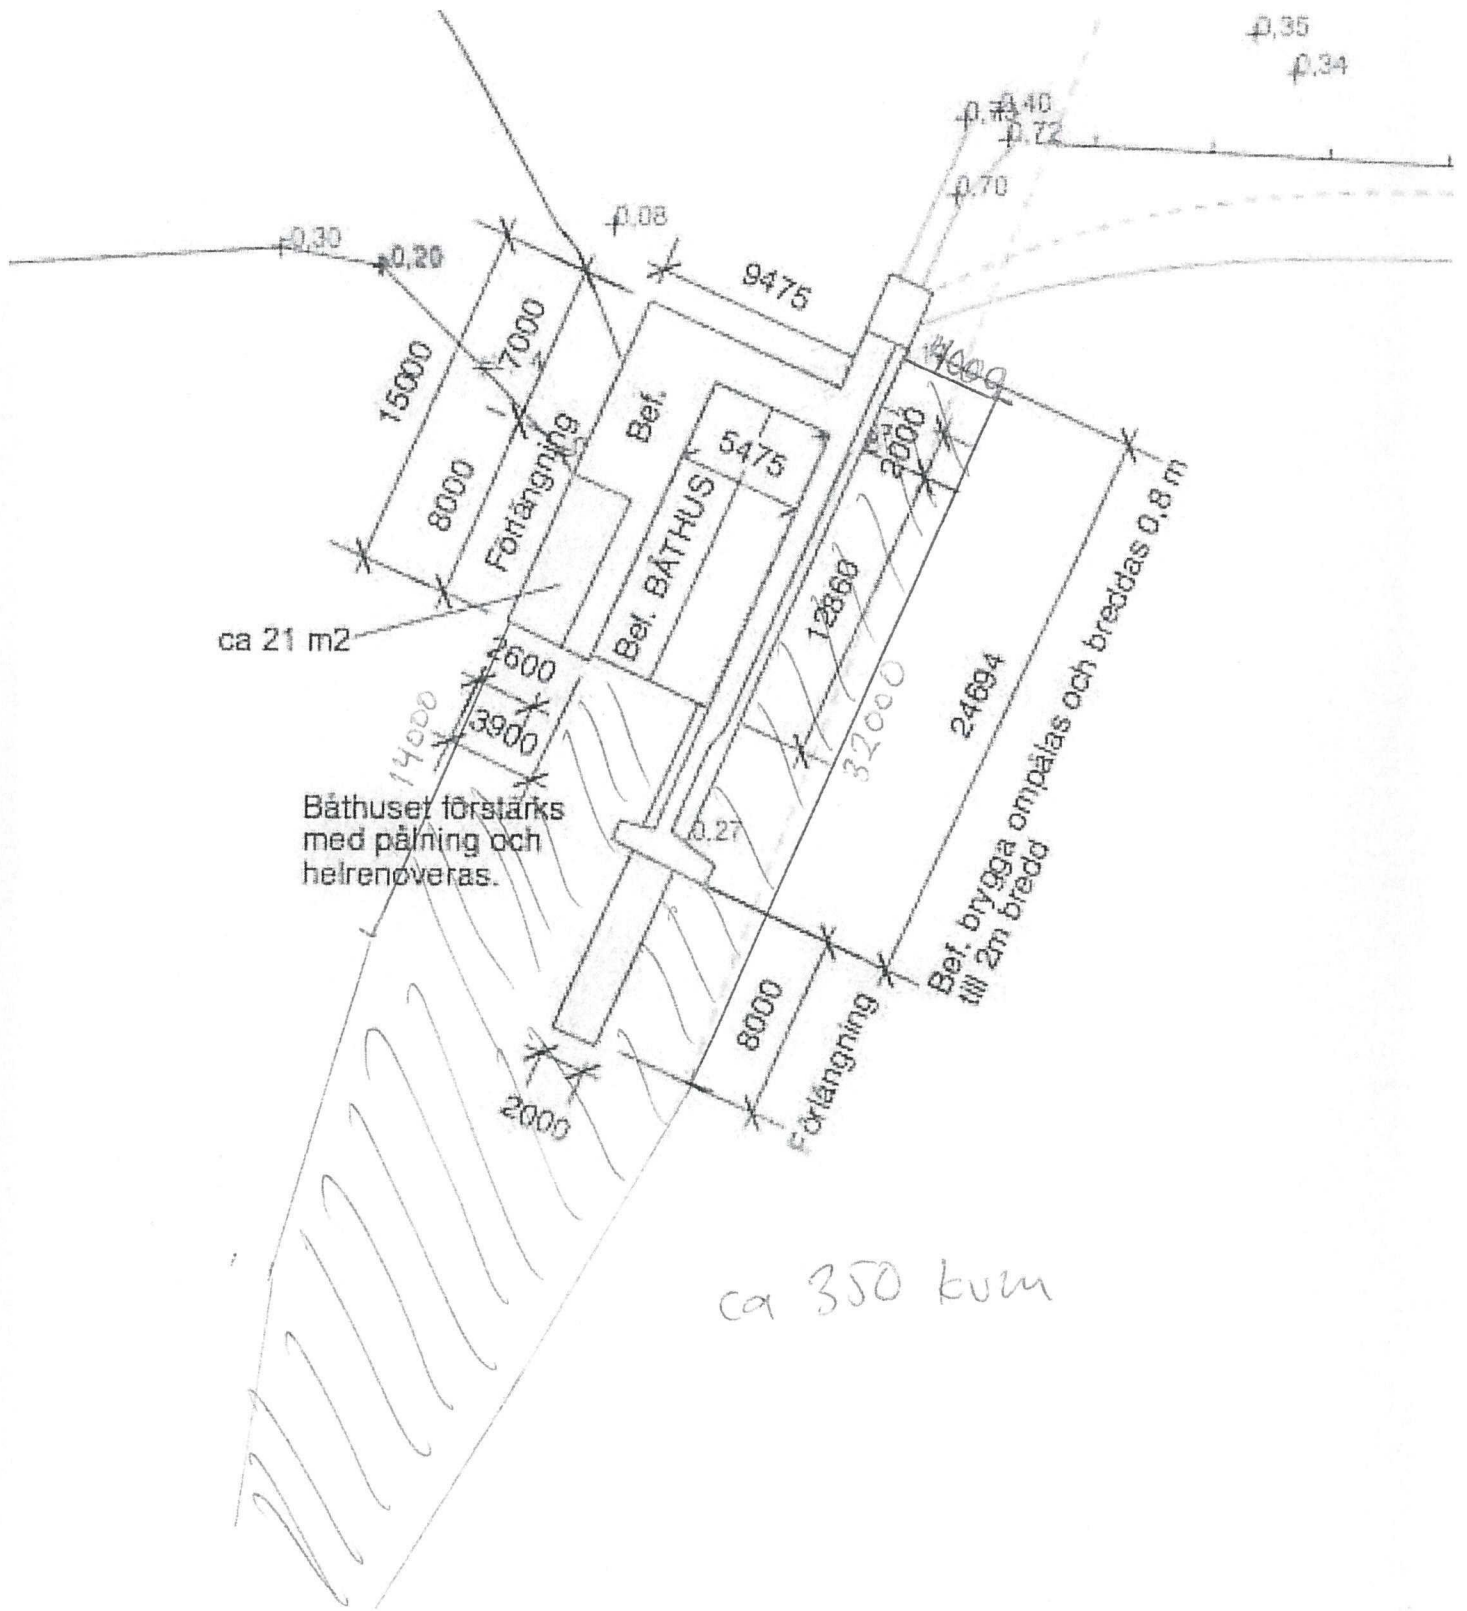 0,35
0,34
0,40
0,72
0,70
0,08
-0,30
-0,20
9475
4000
15000
7000
8000
Förlängning
Bef.
5475
2000
Bef. BÅTHUS
12860
32000
24694
Bef. brygga ompålas och breddas 0,8 m
till 2m bredd
ca 21 m2
2600
3900
14000
Båthuset förstärks
med pålning och
helrenoveras.
0.27
8000
Förlängning
2000
ca 350 kvm